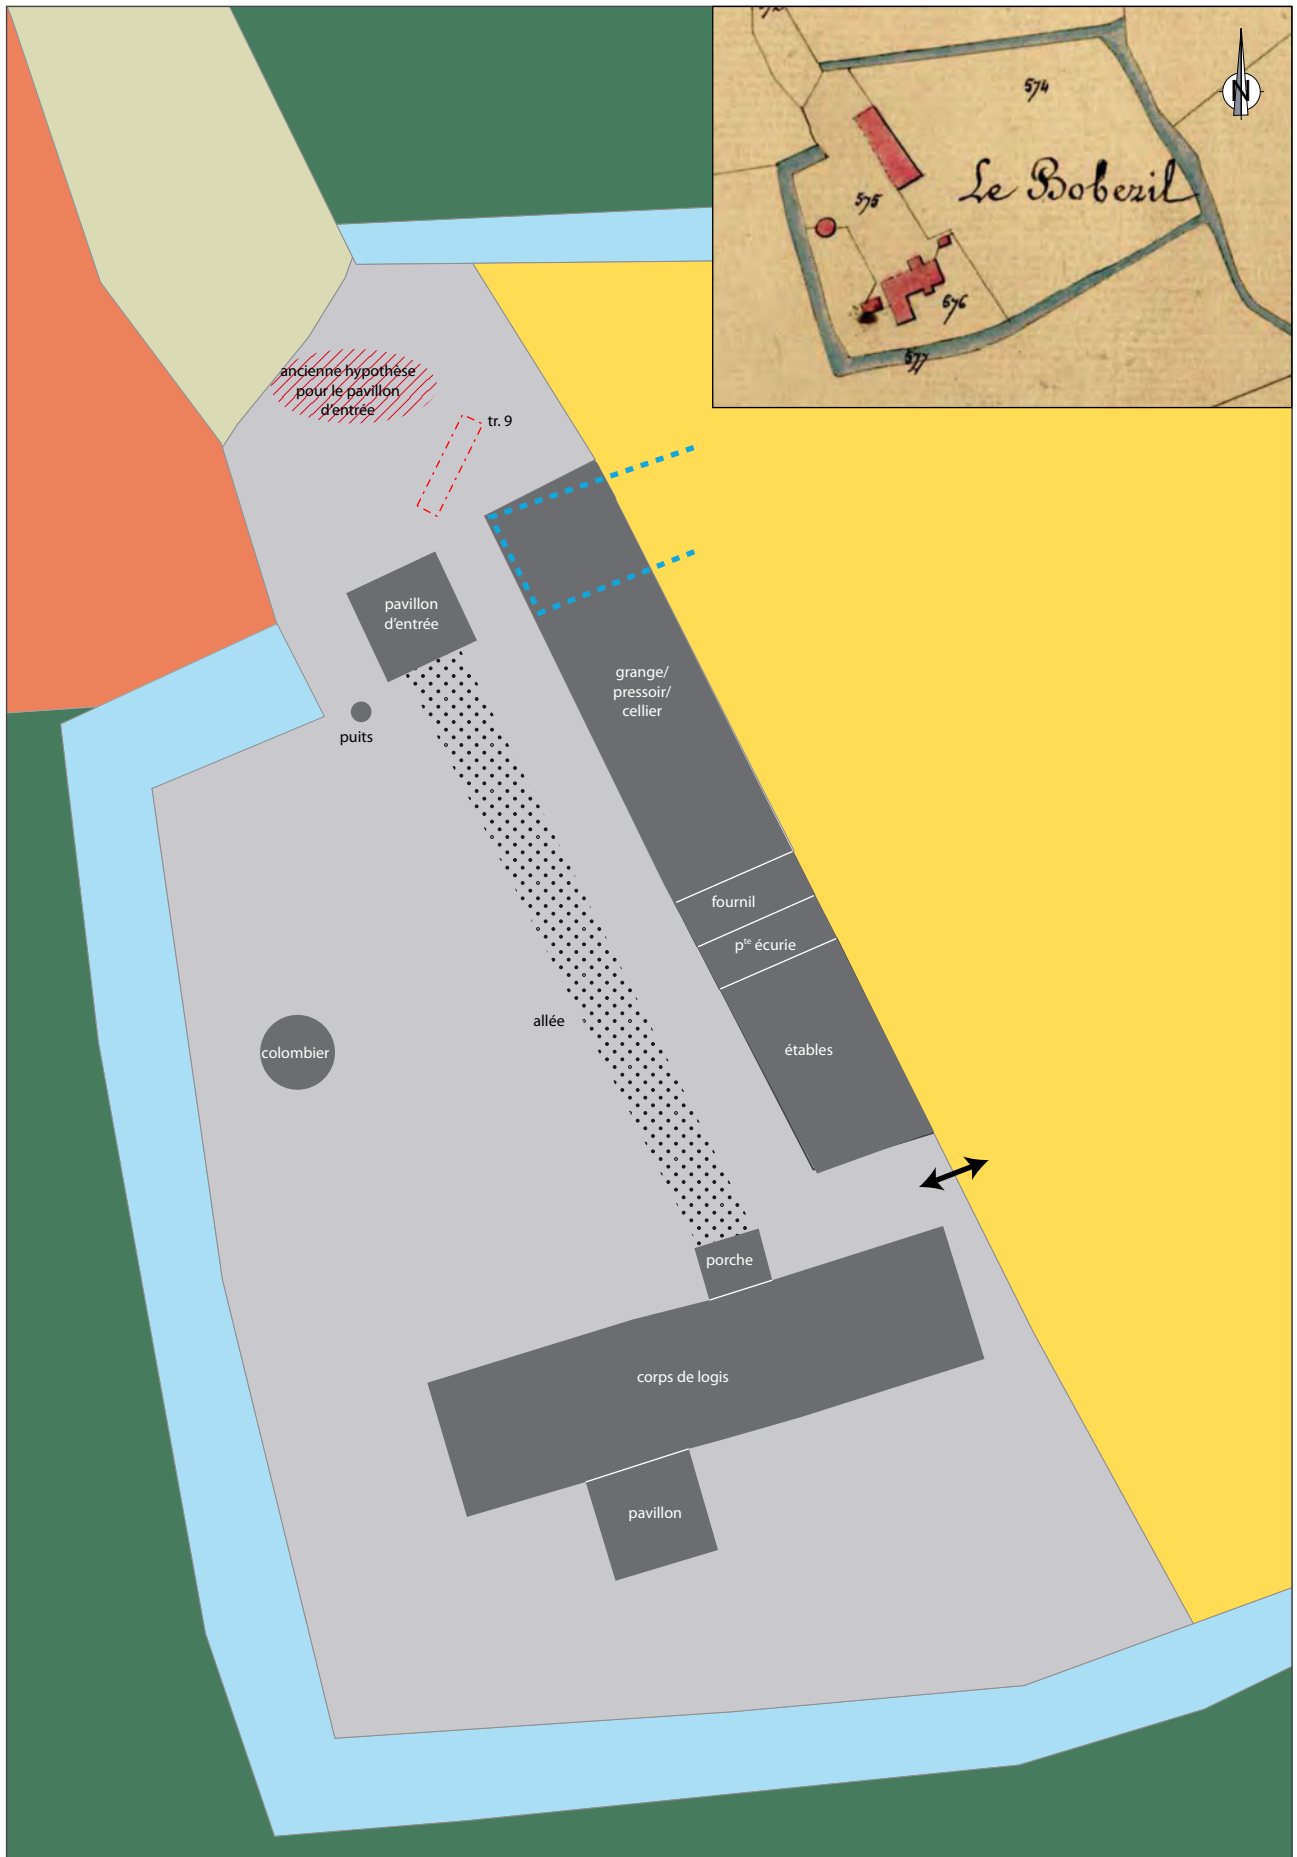 N
574
Le Boberil
575
576
577
ancienne hypothèse
pour le pavillon
d'entrée
tr. 9
pavillon
d'entrée
grange/
pressoir/
cellier
puits
fournil
pte écurie
allée
étables
colombier
porche
corps de logis
pavillon